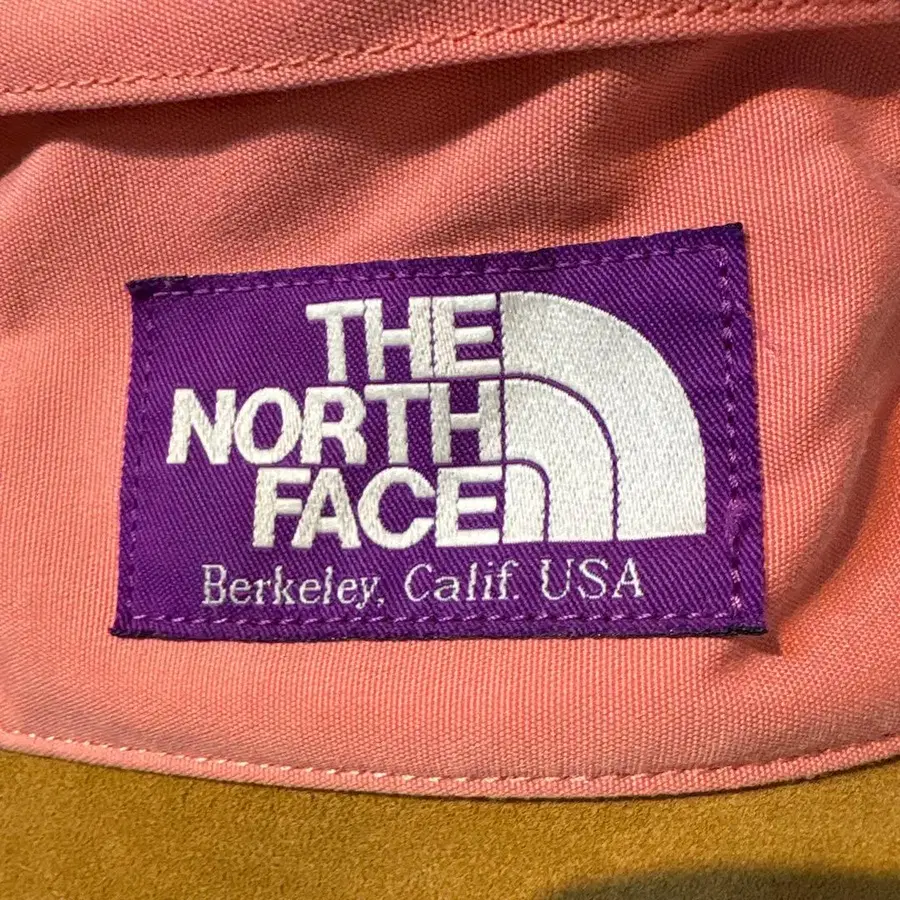 THE
NORTH
FACE
Berkeley, Calif. USA